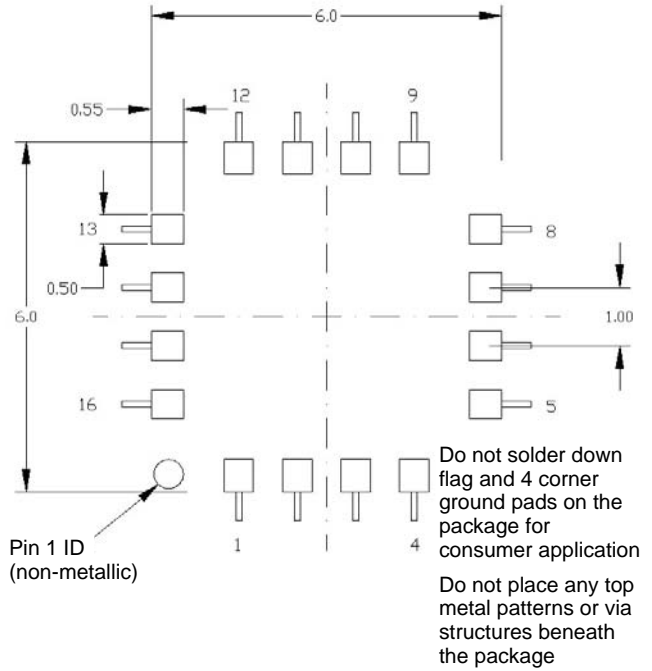 6.0
0.55
12
9
13
8
0.50
6.0
1.00
16
5
Do not solder down
flag and 4 corner
ground pads on the
package for
consumer application
Pin 1 ID
(non-metallic)
1
4
Do not place any top
metal patterns or via
structures beneath
the package